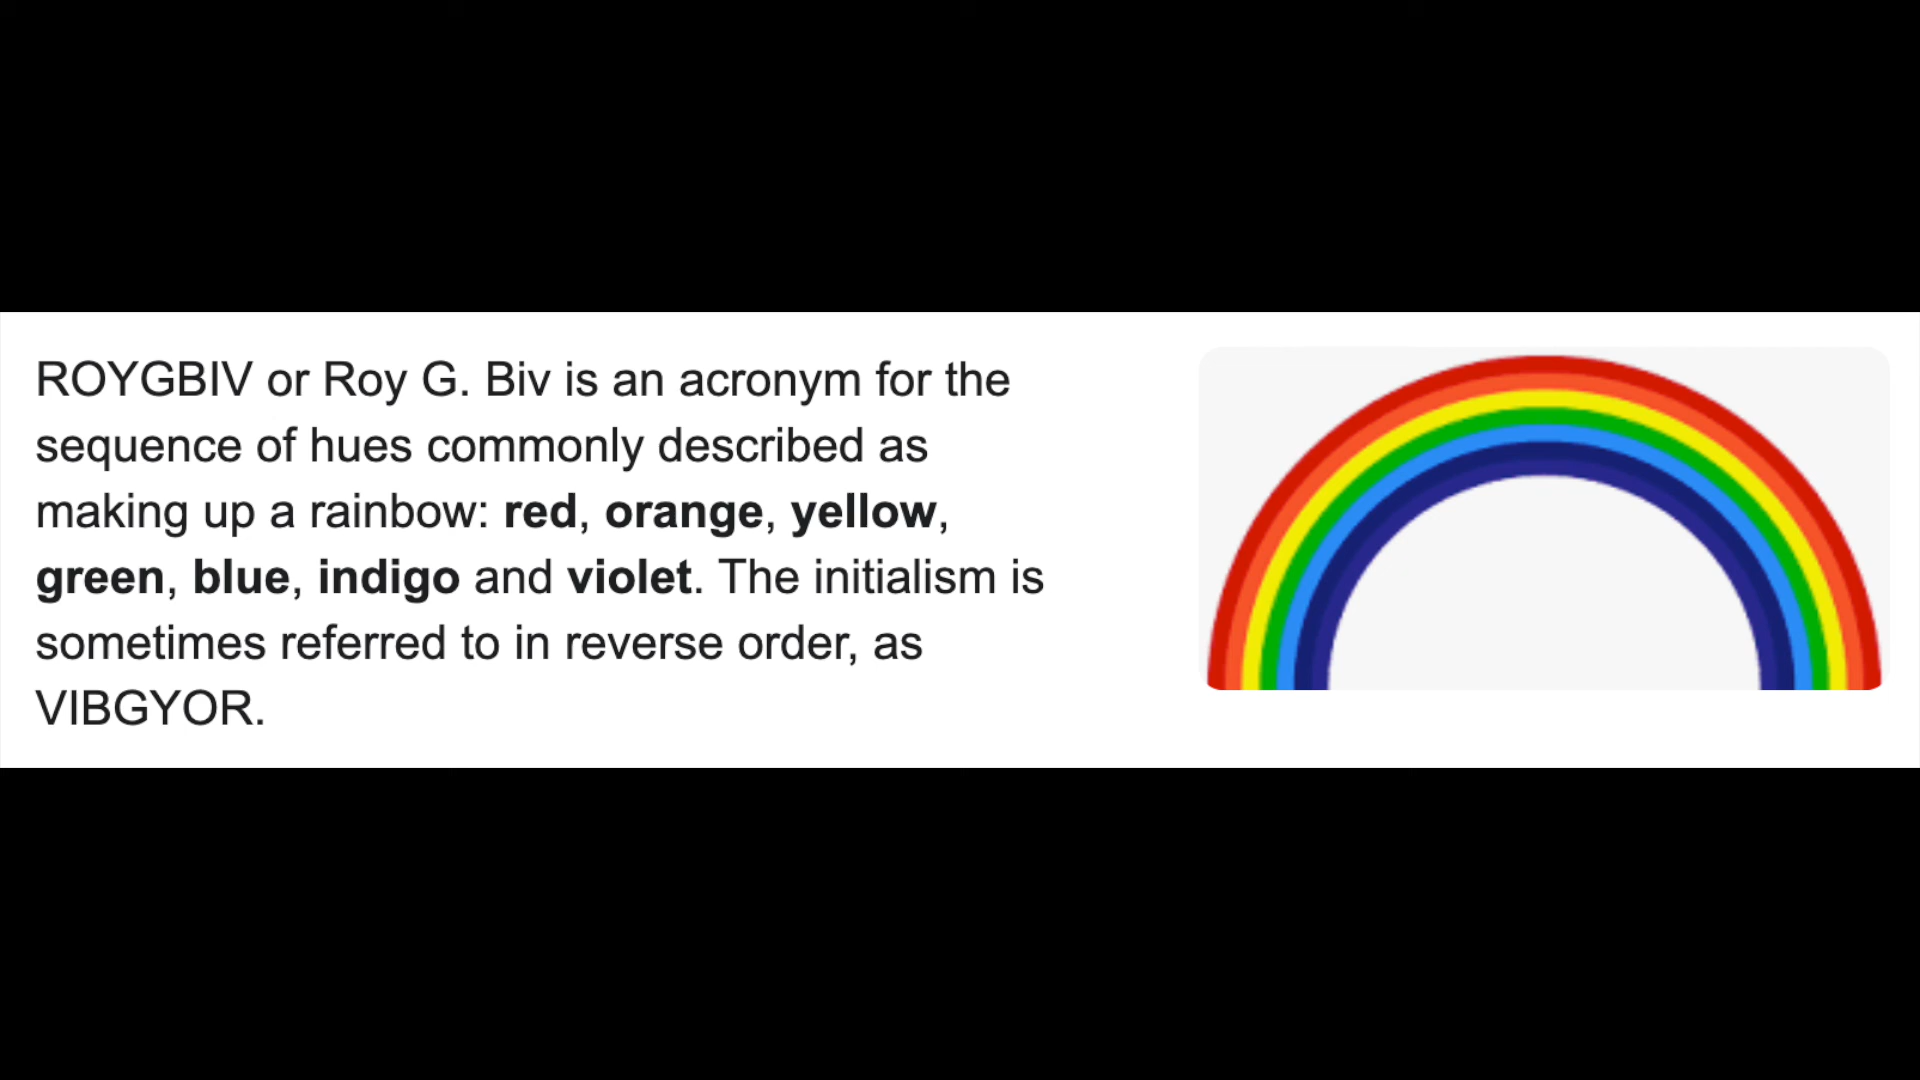 ROYGBIV or Roy G. Biv is an acronym for the
sequence of hues commonly described as
making up a rainbow: red, orange, yellow,
green, blue, indigo and violet. The initialism is
sometimes referred to in reverse order, as
VIBGYOR.